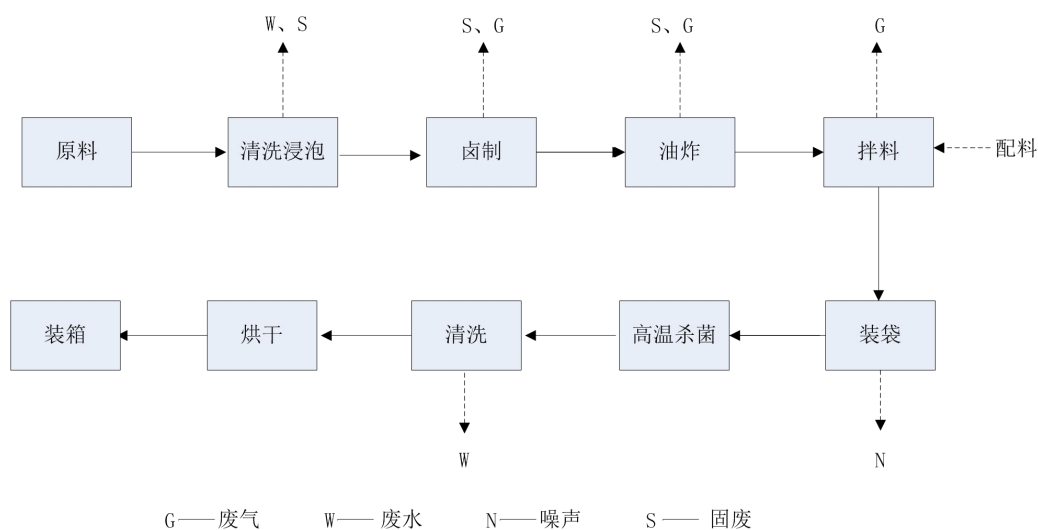 W、S S、G S、G G
原料 清洗浸泡 卤制 油炸 拌料 配料
装箱 烘干 清洗 高温杀菌 装袋
W N
G——废气 W——废水 N——噪声 S——固废